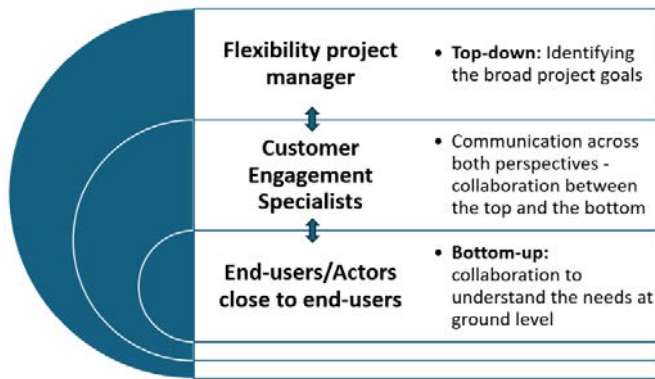 Flexibility project
manager
• Top-down: Identifying
the broad project goals
Customer
Engagement
Specialists
• Communication across
both perspectives -
collaboration between
the top and the bottom
End-users/Actors
close to end-users
• Bottom-up:
collaboration to
understand the needs at
ground level